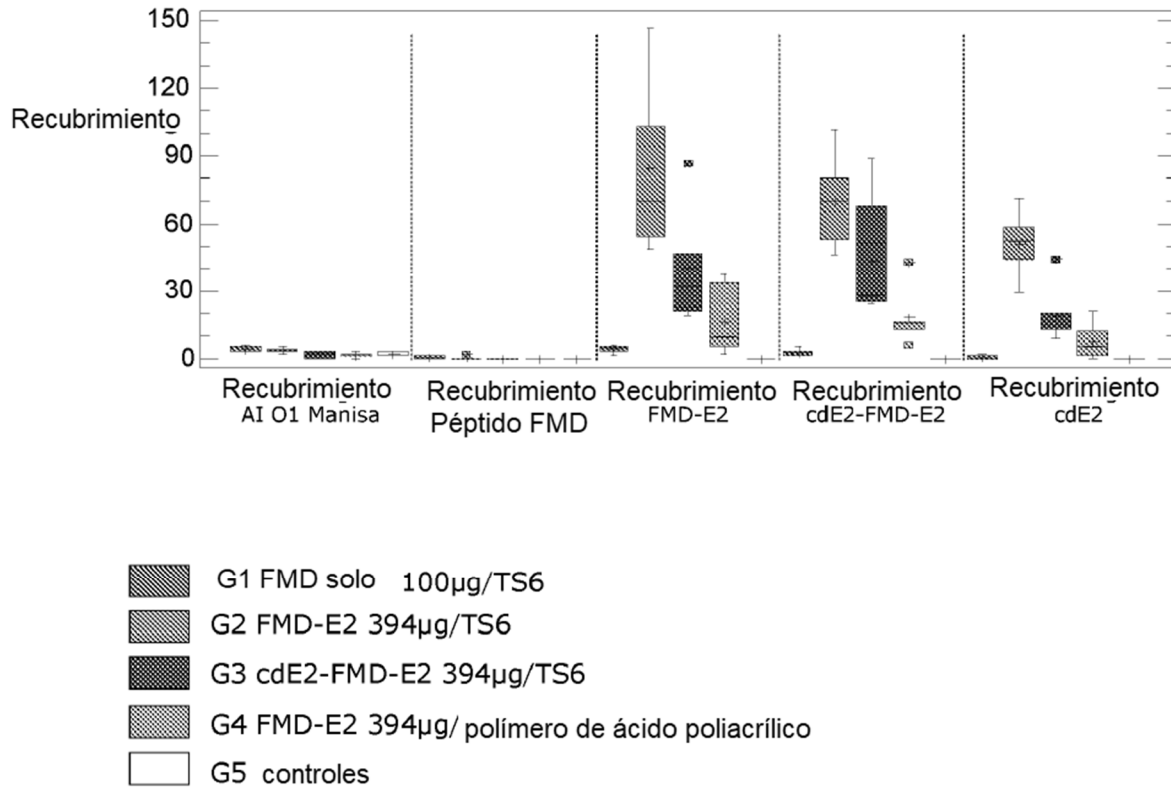 150
120
Recubrimiento
90
60
30
0
Recubrimiento
AI O1 Mañisa
Recubrimiento
Péptido FMD
Recubrimiento
FMD-E2
Recubrimiento
cdE2-FMD-E2
Recubrimiento
cdE2
G1 FMD solo 100µg/TS6
G2 FMD-E2 394µg/TS6
G3 cdE2-FMD-E2 394µg/TS6
G4 FMD-E2 394µg/ polímero de ácido poliacrílico
G5 controles